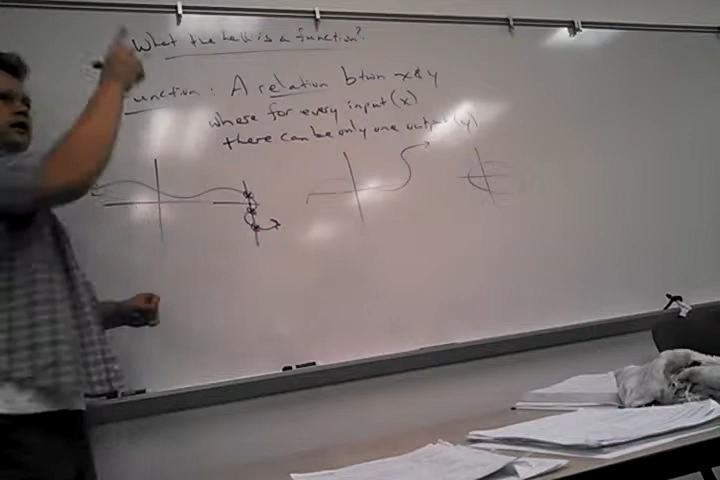 What the hell is a function?
Function: A relation btwn x & y
where for every input (x)
there can be only one output (y)